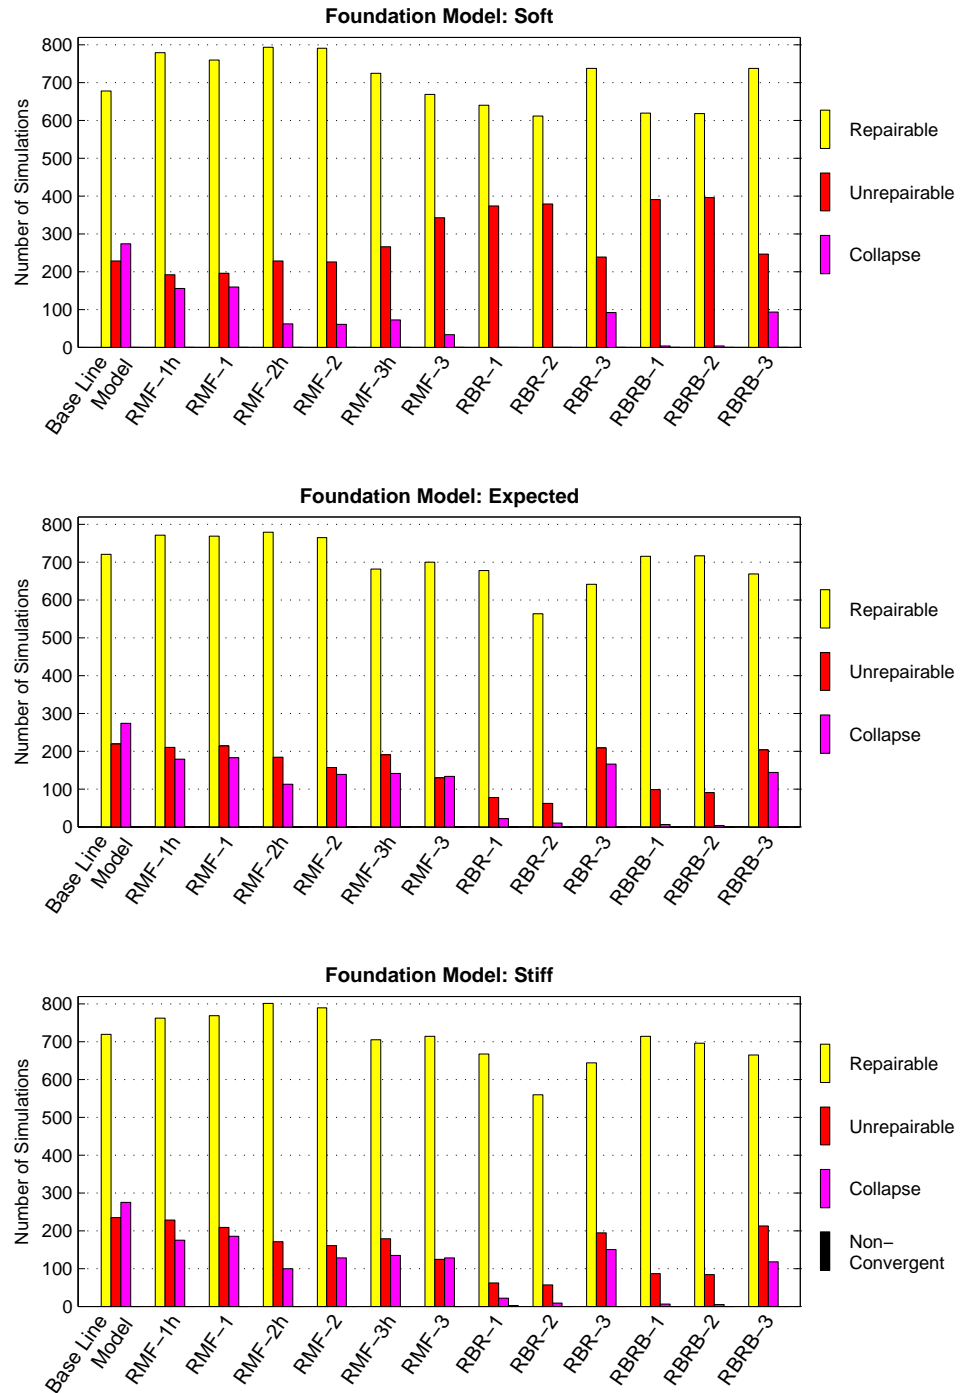 Foundation Model: Soft
Number of Simulations
800
700
600
500
400
300
200
100
0
Base Line
Model
RMF−1h
RMF−1
RMF−2h
RMF−2
RMF−3h
RMF−3
RBR−1
RBR−2
RBR−3
RBRB−1
RBRB−2
RBRB−3
Repairable
Unrepairable
Collapse
Foundation Model: Expected
Number of Simulations
800
700
600
500
400
300
200
100
0
Base Line
Model
RMF−1h
RMF−1
RMF−2h
RMF−2
RMF−3h
RMF−3
RBR−1
RBR−2
RBR−3
RBRB−1
RBRB−2
RBRB−3
Repairable
Unrepairable
Collapse
Foundation Model: Stiff
Number of Simulations
800
700
600
500
400
300
200
100
0
Base Line
Model
RMF−1h
RMF−1
RMF−2h
RMF−2
RMF−3h
RMF−3
RBR−1
RBR−2
RBR−3
RBRB−1
RBRB−2
RBRB−3
Repairable
Unrepairable
Collapse
Non−
Convergent